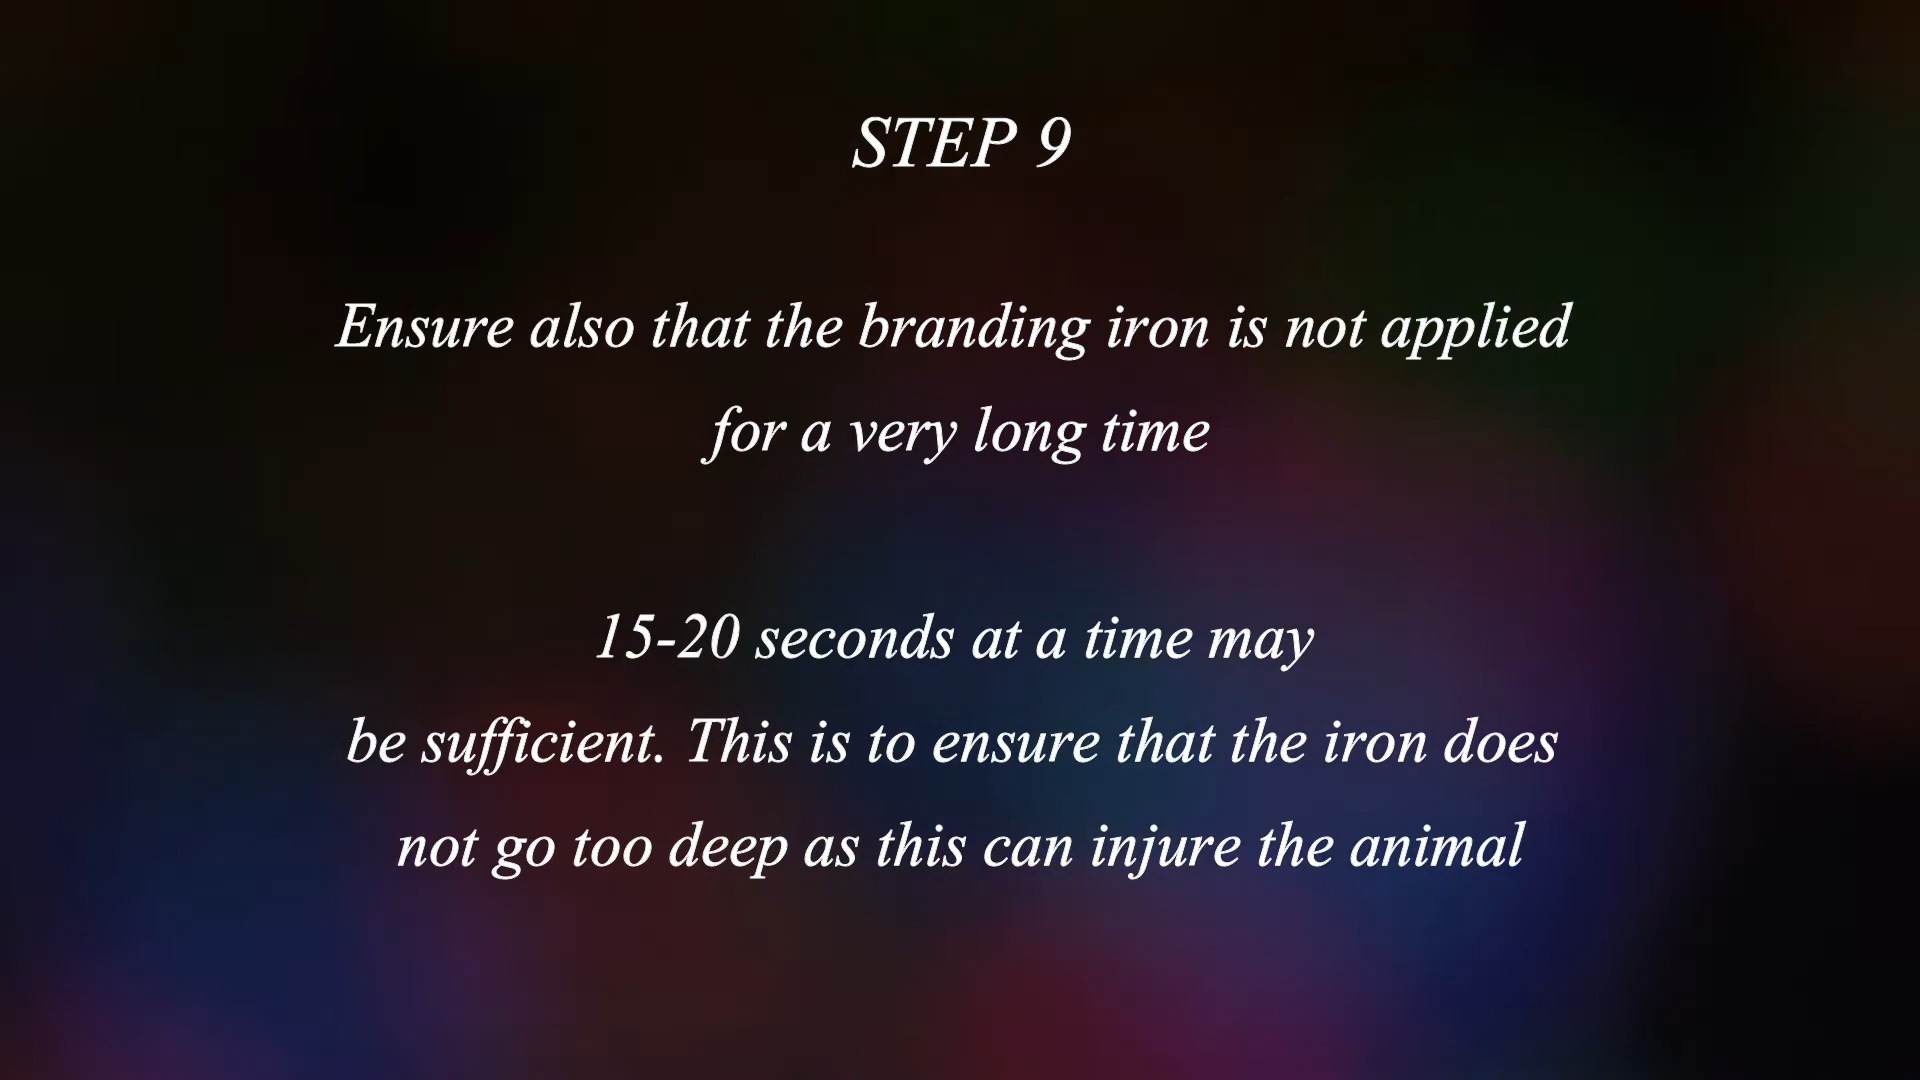 STEP 9
Ensure also that the branding iron is not applied
for a very long time
15-20 seconds at a time may
be sufficient. This is to ensure that the iron does
not go too deep as this can injure the animal